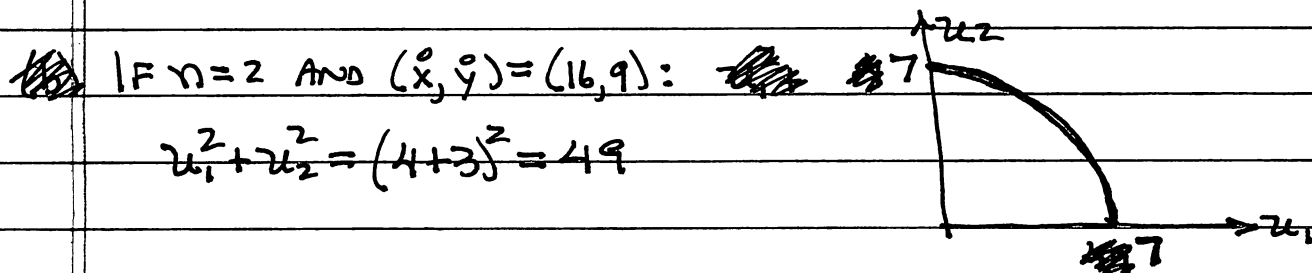 IF n=2 AND (x̊, ẙ)=(16,9):
u₁²+u₂²=(4+3)²=49
u₂
7
u₁
7